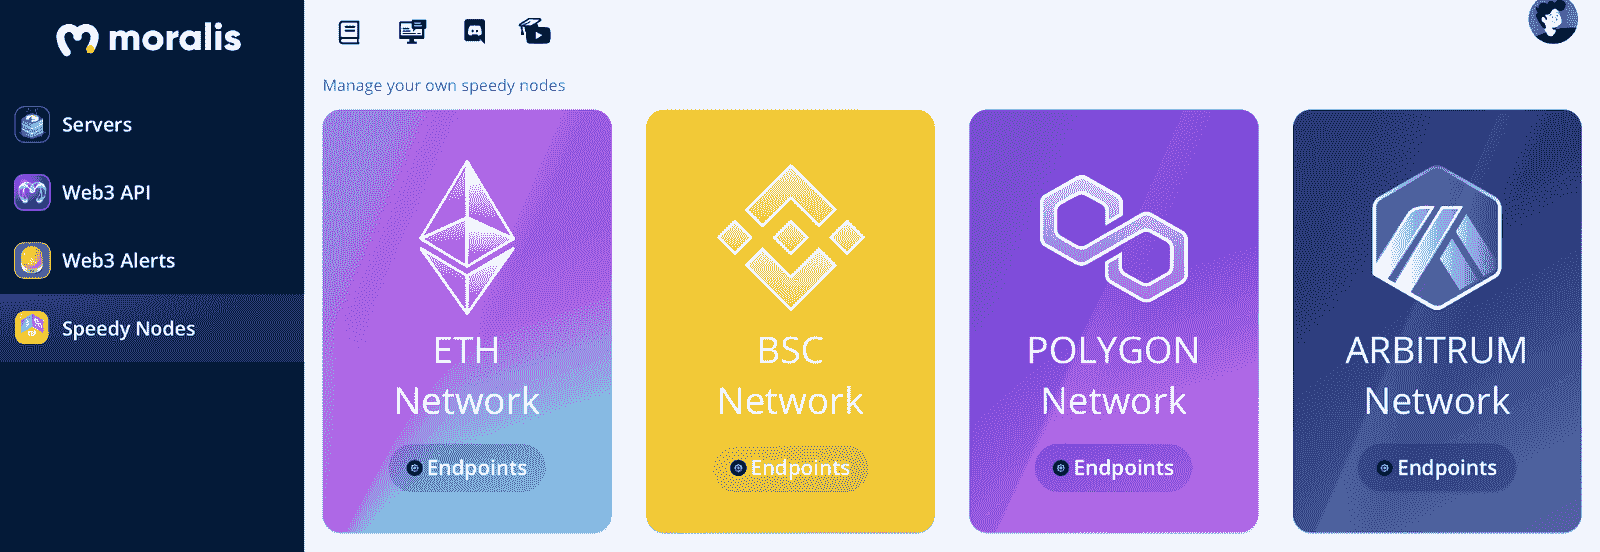 moralis
Servers
Web3 API
Web3 Alerts
Speedy Nodes
Manage your own speedy nodes
ETH
Network
Endpoints
BSC
Network
Endpoints
POLYGON
Network
Endpoints
ARBITRUM
Network
Endpoints